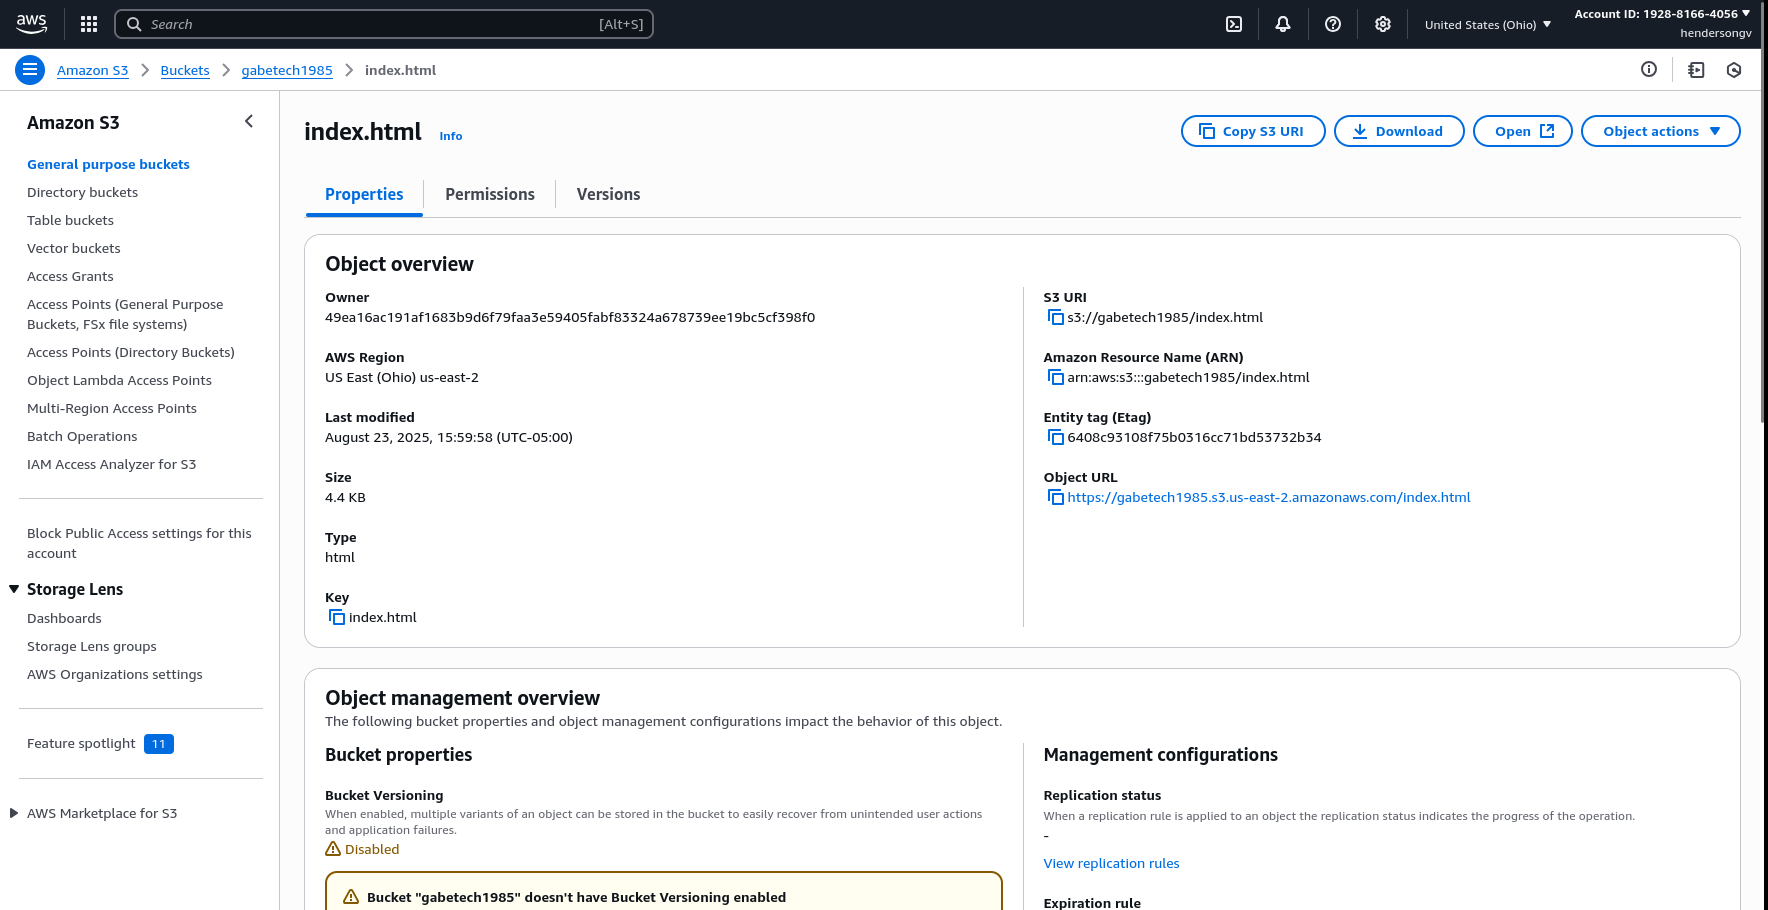 aws
Search [Alt+S]
United States (Ohio)
Account ID: 1928-8166-4056
hendersongv
Amazon S3
Buckets
gabetech1985
index.html
Amazon S3
General purpose buckets
Directory buckets
Table buckets
Vector buckets
Access Grants
Access Points (General Purpose
Buckets, FSx file systems)
Access Points (Directory Buckets)
Object Lambda Access Points
Multi-Region Access Points
Batch Operations
IAM Access Analyzer for S3
Block Public Access settings for this
account
Storage Lens
Dashboards
Storage Lens groups
AWS Organizations settings
Feature spotlight 11
AWS Marketplace for S3
index.html Info
Copy S3 URI
Download
Open
Object actions
Properties
Permissions
Versions
Object overview
Owner
49ea16ac191af1683b9d6f79faa3e59405fabf83324a678739ee19bc5cf398f0
AWS Region
US East (Ohio) us-east-2
Last modified
August 23, 2025, 15:59:58 (UTC-05:00)
Size
4.4 KB
Type
html
Key
index.html
S3 URI
s3://gabetech1985/index.html
Amazon Resource Name (ARN)
arn:aws:s3:::gabetech1985/index.html
Entity tag (Etag)
6408c93108f75b0316cc71bd53732b34
Object URL
https://gabetech1985.s3.us-east-2.amazonaws.com/index.html
Object management overview
The following bucket properties and object management configurations impact the behavior of this object.
Bucket properties
Bucket Versioning
When enabled, multiple variants of an object can be stored in the bucket to easily recover from unintended user actions
and application failures.
Disabled
Bucket "gabetech1985" doesn't have Bucket Versioning enabled
Management configurations
Replication status
When a replication rule is applied to an object the replication status indicates the progress of the operation.
-
View replication rules
Expiration rule